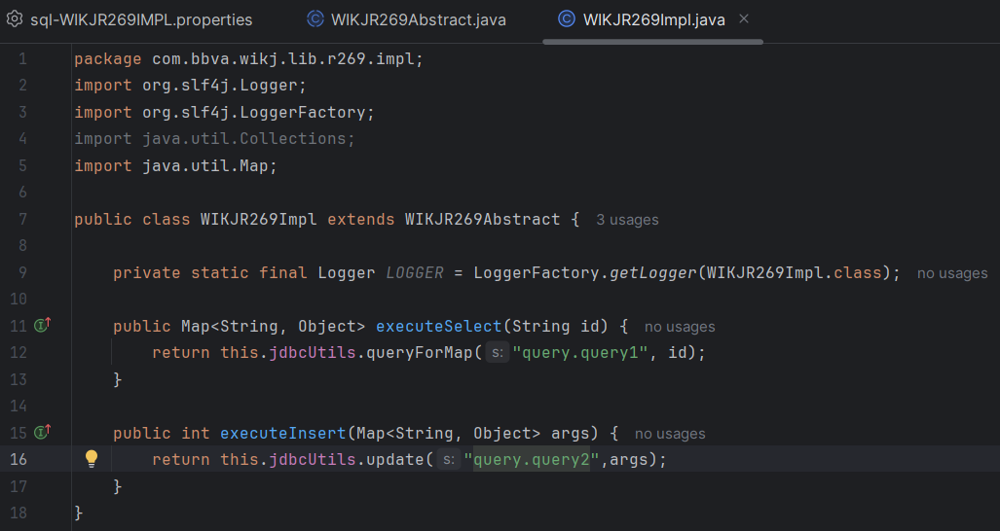 sql-WIKJR269IMPL.properties WIKJR269Abstract.java WIKJR269Impl.java ×
1 package com.bbva.wikj.lib.r269.impl;
2 import org.slf4j.Logger;
3 import org.slf4j.LoggerFactory;
4 import java.util.Collections;
5 import java.util.Map;
6
7 public class WIKJR269Impl extends WIKJR269Abstract { 3 usages
8
9 private static final Logger LOGGER = LoggerFactory.getLogger(WIKJR269Impl.class); no usages
10
11 public Map<String, Object> executeSelect(String id) { no usages
12 return this.jdbcUtils.queryForMap( s: "query.query1", id);
13 }
14
15 public int executeInsert(Map<String, Object> args) { no usages
16 return this.jdbcUtils.update( s: "query.query2",args);
17 }
18 }